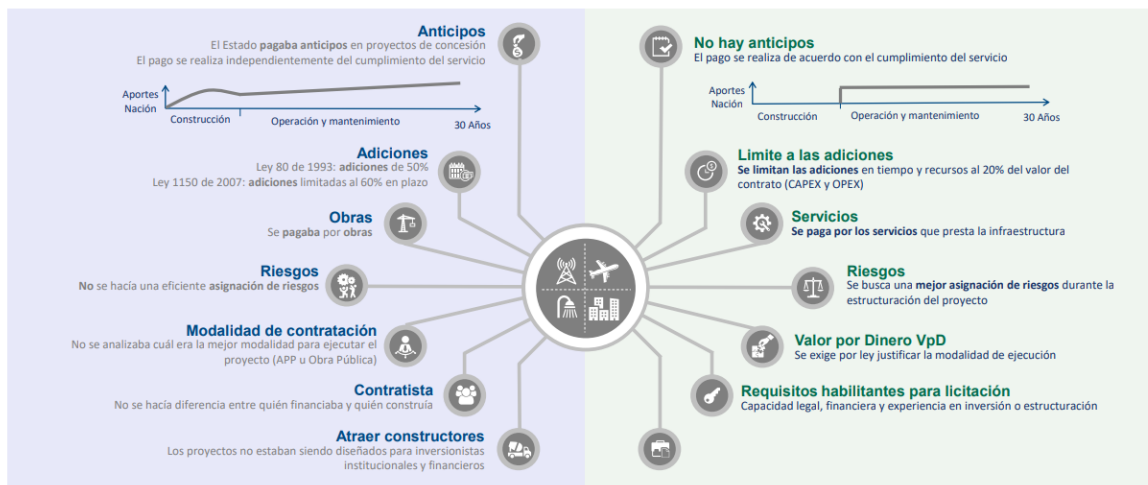 Anticipos
El Estado pagaba anticipos en proyectos de concesión
El pago se realiza independientemente del cumplimiento del servicio
Aportes
Nación
Construcción
Operación y mantenimiento
30 Años
Adiciones
Ley 80 de 1993: adiciones de 50%
Ley 1150 de 2007: adiciones limitadas al 60% en plazo
Obras
Se pagaba por obras
Riesgos
No se hacía una eficiente asignación de riesgos
Modalidad de contratación
No se analizaba cuál era la mejor modalidad para ejecutar el
proyecto (APP u Obra Pública)
Contratista
No se hacía diferencia entre quién financiaba y quién construía
Atraer constructores
Los proyectos no estaban siendo diseñados para inversionistas
institucionales y financieros
No hay anticipos
El pago se realiza de acuerdo con el cumplimiento del servicio
Aportes
Nación
Construcción
Operación y mantenimiento
30 Años
Limite a las adiciones
Se limitan las adiciones en tiempo y recursos al 20% del valor del
contrato (CAPEX y OPEX)
Servicios
Se paga por los servicios que presta la infraestructura
Riesgos
Se busca una mejor asignación de riesgos durante la
estructuración del proyecto
Valor por Dinero VpD
Se exige por ley justificar la modalidad de ejecución
Requisitos habilitantes para licitación
Capacidad legal, financiera y experiencia en inversión o estructuración